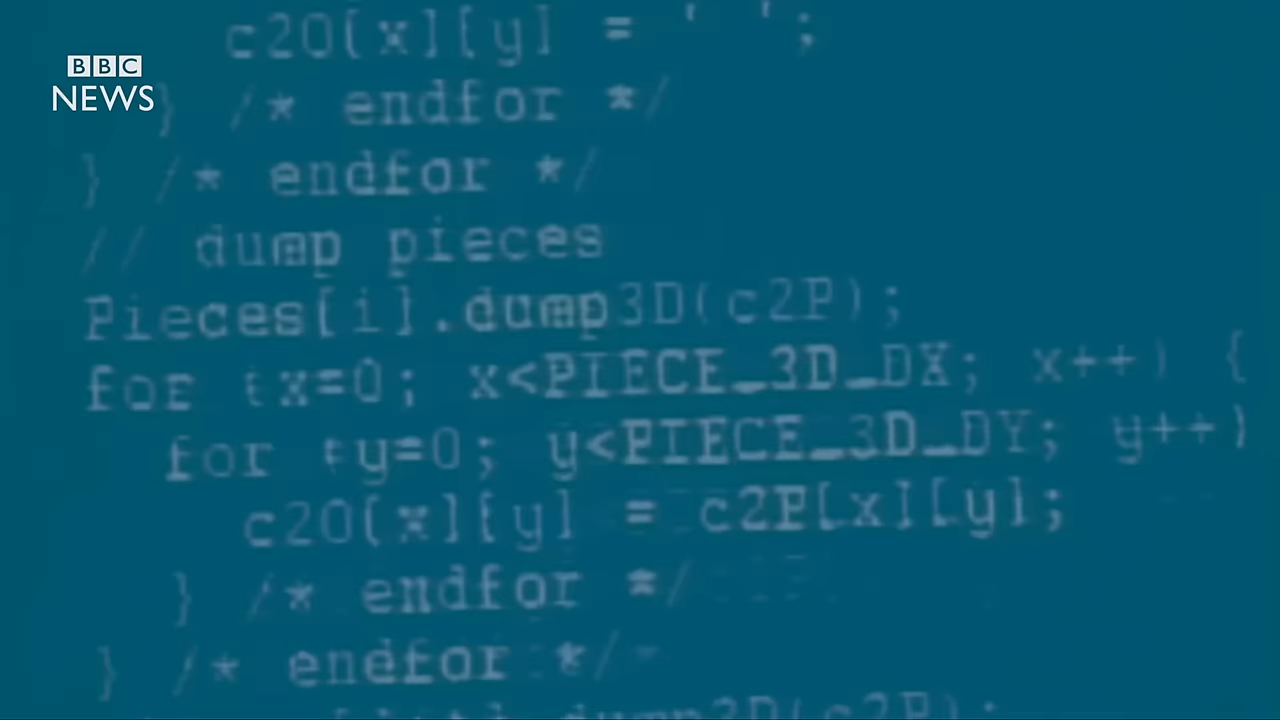 BBC
NEWS
c2O[x][y] = ' ';
} /* endfor */
} /* endfor */
// dump pieces
Pieces[i].dump3D(c2P);
for (x=0; x<PIECE_3D_DX; x++) {
for (y=0; y<PIECE_3D_DY; y++)
c2O[x][y] = c2P[x][y];
} /* endfor */
} /* endfor */